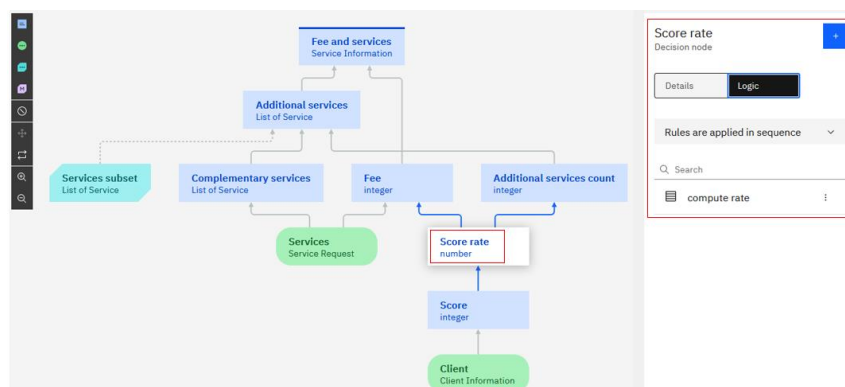 Fee and services
Service Information
Additional services
List of Service
Services subset
List of Service
Complementary services
List of Service
Fee
integer
Additional services count
integer
Services
Service Request
Score rate
number
Score
integer
Client
Client Information
Score rate
Decision node
+
Details
Logic
Rules are applied in sequence
Search
compute rate